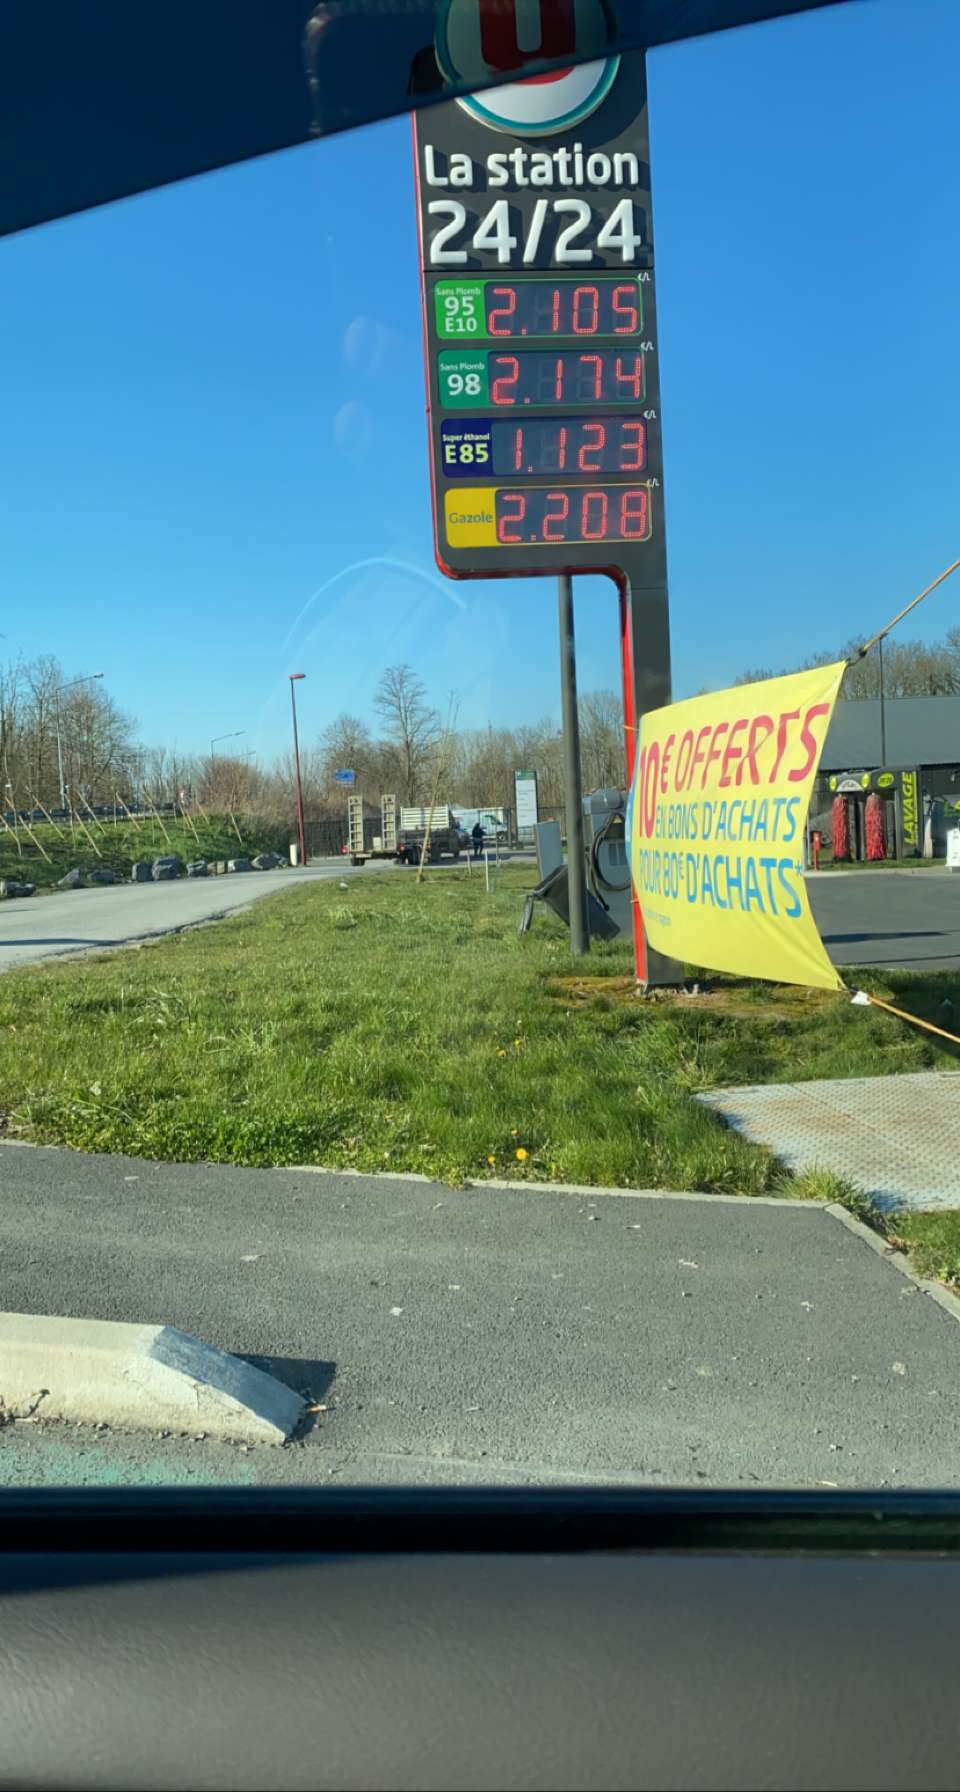 U
La station
24/24
€/L
Sans Plomb
95
E10
2.105
€/L
Sans Plomb
98
2.174
€/L
Super éthanol
E85
1.123
€/L
Gazole
2.208
10€ OFFERTS
EN BONS D'ACHATS
POUR 80€ D'ACHATS*
LAVAGE